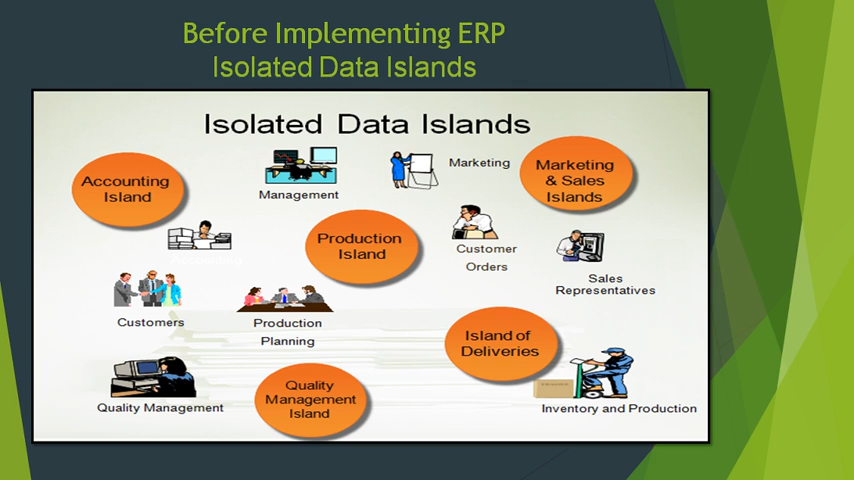 Before Implementing ERP
Isolated Data Islands
Isolated Data Islands
Accounting
Island
Management
Marketing
Marketing
& Sales
Islands
Production
Island
Customer
Orders
Accounting
Sales
Representatives
Customers
Production
Planning
Island of
Deliveries
Quality Management
Quality
Management
Island
Inventory and Production